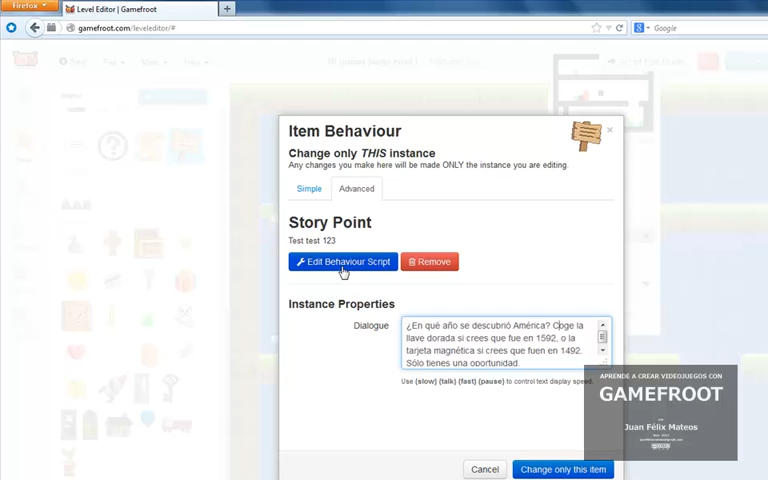 Firefox
Level Editor | Gamefroot
+
gamefroot.com/leveleditor/#
Google
Item Behaviour
×
Change only THIS instance
Any changes you make here will be made ONLY the instance you are editing.
Simple
Advanced
Story Point
Test test 123
Edit Behaviour Script
Remove
Instance Properties
Dialogue
¿En qué año se descubrió América? Coge la
llave dorada si crees que fue en 1592, o la
tarjeta magnética si crees que fuen en 1492.
Sólo tienes una oportunidad.
Use {slow} {talk} {fast} {pause} to control text display speed.
APRENDE A CREAR VIDEOJUEGOS CON
GAMEFROOT
por
Juan Félix Mateos
Cancel
Change only this item